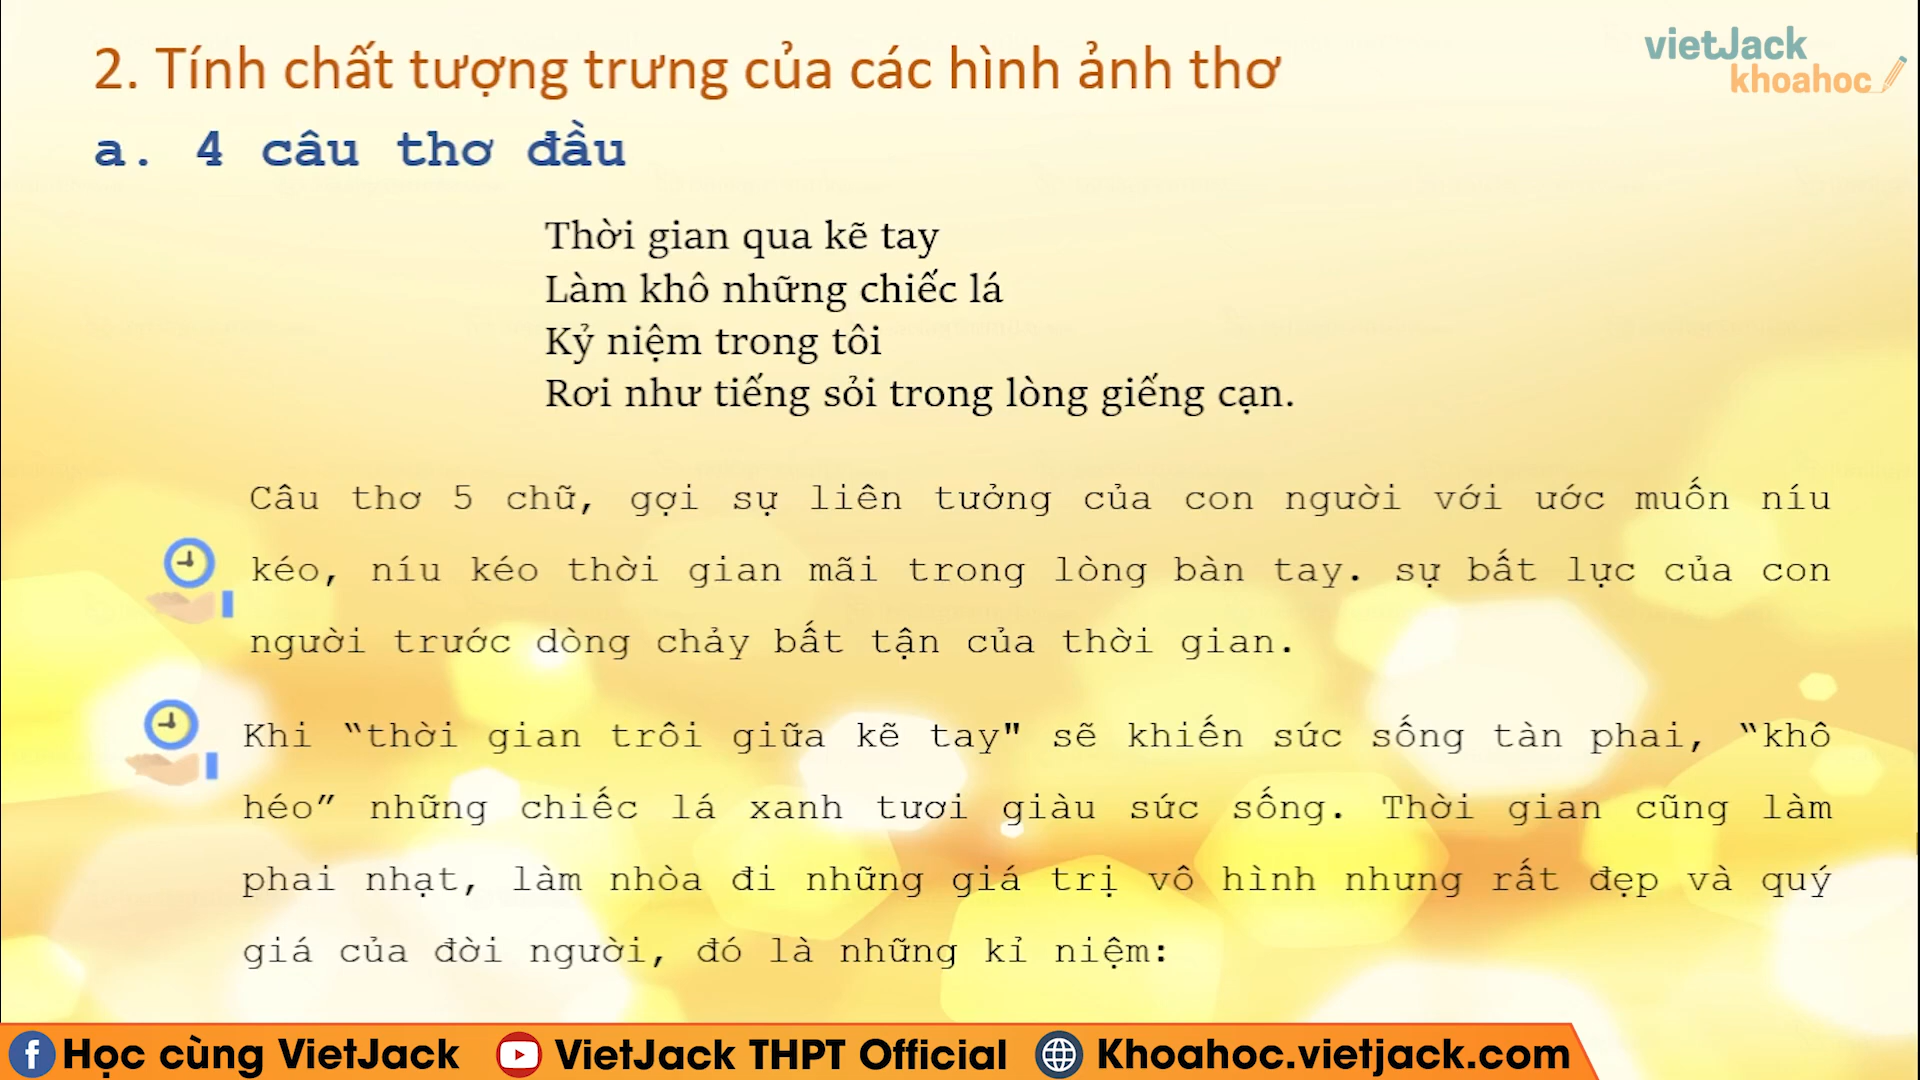 vietJack
khoahoc
2. Tính chất tượng trưng của các hình ảnh thơ
a. 4 câu thơ đầu
Thời gian qua kẽ tay
Làm khô những chiếc lá
Kỷ niệm trong tôi
Rơi như tiếng sỏi trong lòng giếng cạn.
Câu thơ 5 chữ, gợi sự liên tưởng của con người với ước muốn níu
kéo, níu kéo thời gian mãi trong lòng bàn tay. sự bất lực của con
người trước dòng chảy bất tận của thời gian.
Khi “thời gian trôi giữa kẽ tay" sẽ khiến sức sống tàn phai, “khô
héo” những chiếc lá xanh tươi giàu sức sống. Thời gian cũng làm
phai nhạt, làm nhòa đi những giá trị vô hình nhưng rất đẹp và quý
giá của đời người, đó là những kỉ niệm:
Học cùng VietJack VietJack THPT Official Khoahoc.vietjack.com